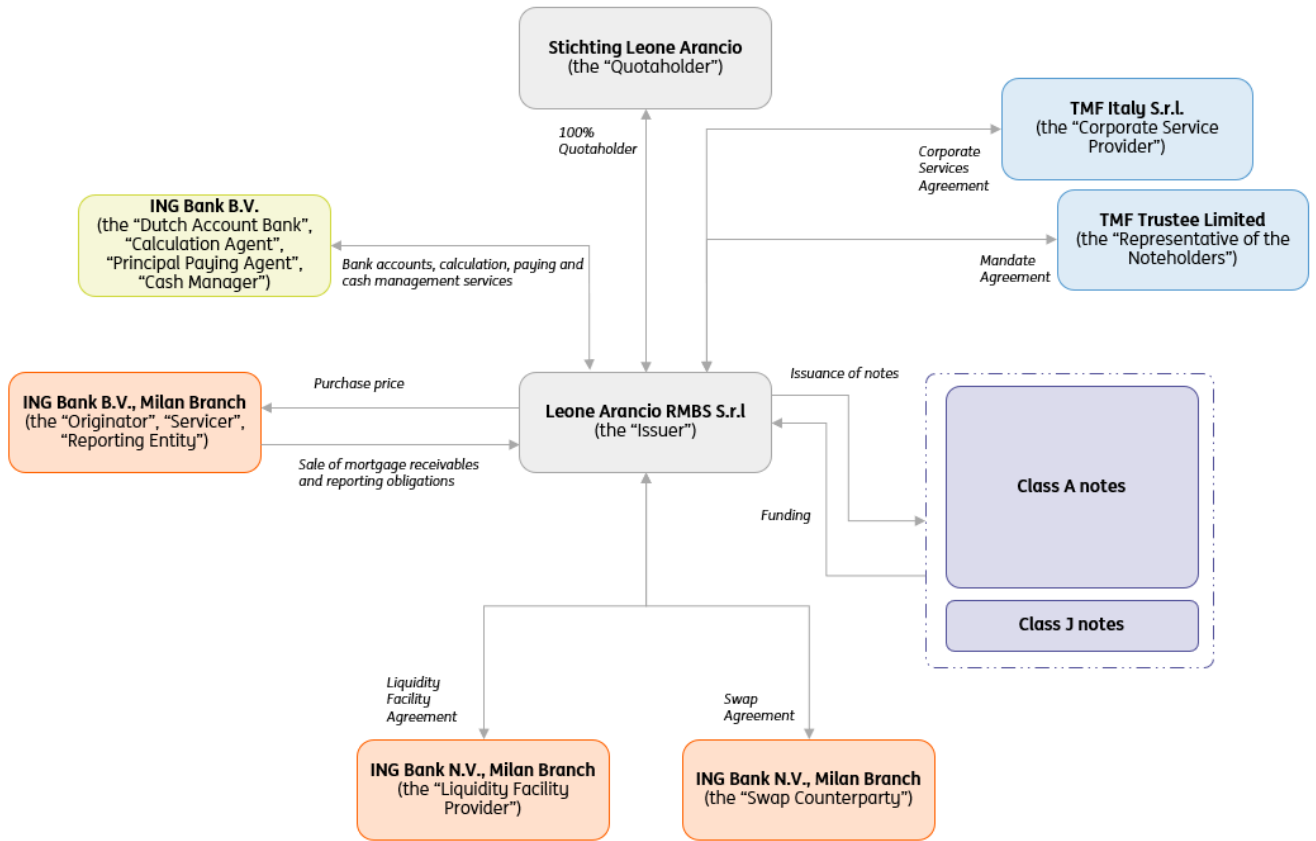 Stichting Leone Arancio
(the “Quotaholder”)
100%
Quotaholder
TMF Italy S.r.l.
(the “Corporate Service
Provider”)
Corporate
Services
Agreement
TMF Trustee Limited
(the “Representative of the
Noteholders”)
Mandate
Agreement
ING Bank B.V.
(the “Dutch Account Bank”,
“Calculation Agent”,
“Principal Paying Agent”,
“Cash Manager”)
Bank accounts, calculation, paying and
cash management services
ING Bank B.V., Milan Branch
(the “Originator”, “Servicer”,
“Reporting Entity”)
Purchase price
Sale of mortgage receivables
and reporting obligations
Leone Arancio RMBS S.r.l
(the “Issuer”)
Issuance of notes
Funding
Class A notes
Class J notes
Liquidity
Facility
Agreement
Swap
Agreement
ING Bank N.V., Milan Branch
(the “Liquidity Facility
Provider”)
ING Bank N.V., Milan Branch
(the “Swap Counterparty”)